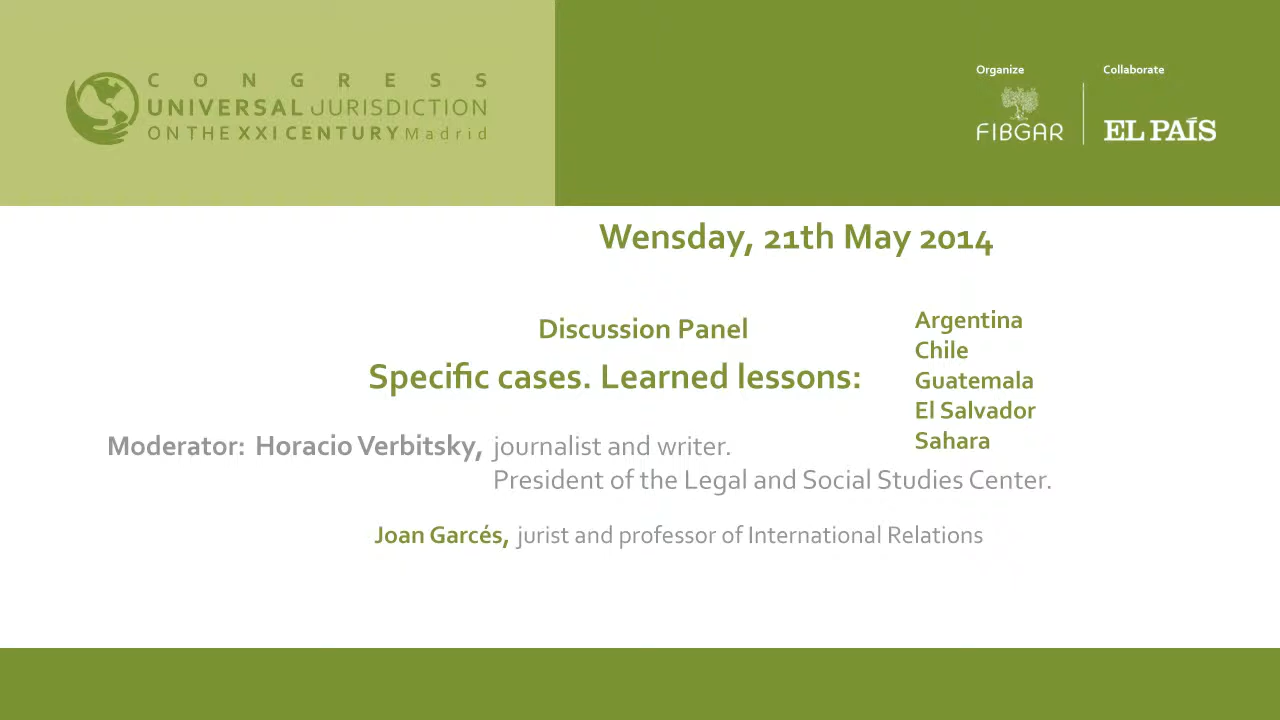 CONGRESS
UNIVERSAL JURISDICTION
ON THE XXI CENTURY Madrid
Organize
FIBGAR
Collaborate
EL PAÍS
Wensday, 21th May 2014
Discussion Panel
Specific cases. Learned lessons:
Argentina
Chile
Guatemala
El Salvador
Sahara
Moderator: Horacio Verbitsky, journalist and writer.
President of the Legal and Social Studies Center.
Joan Garcés, jurist and professor of International Relations